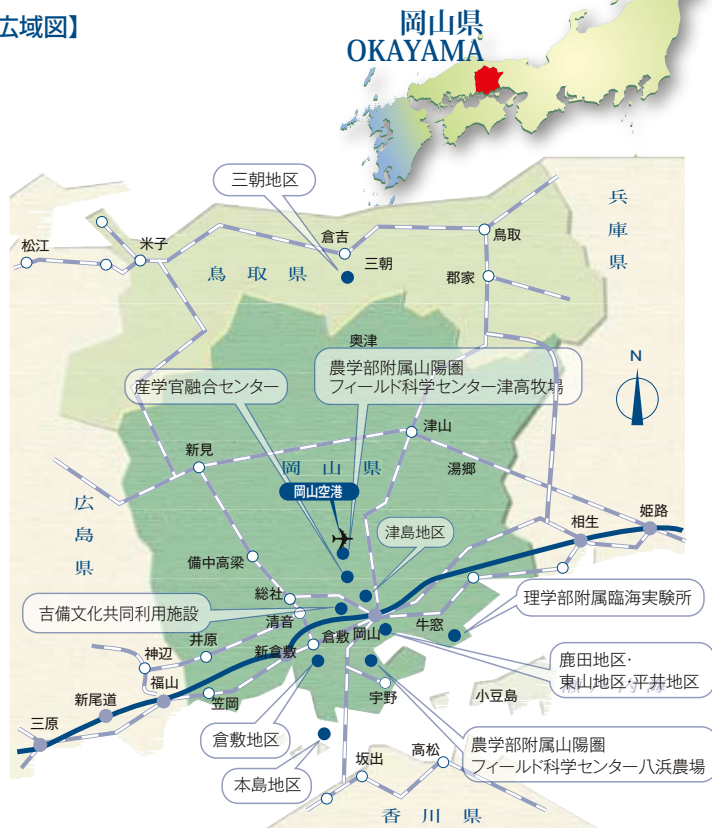 広域図】
岡山県
OKAYAMA
三朝地区
兵庫県
松江
米子
倉吉
鳥取
三朝
鳥取県
郡家
奥津
産学官融合センター
農学部附属山陽圏
フィールド科学センター津高牧場
N
津山
新見
岡山県
湯郷
岡山空港
広島県
相生
姫路
津島地区
備中高梁
総社
理学部附属臨海実験所
吉備文化共同利用施設
清音
牛窓
井原
倉敷
岡山
神辺
新倉敷
鹿田地区・
東山地区・平井地区
福山
新尾道
笠岡
宇野
小豆島
三原
倉敷地区
農学部附属山陽圏
フィールド科学センター八浜農場
本島地区
坂出
高松
香川県